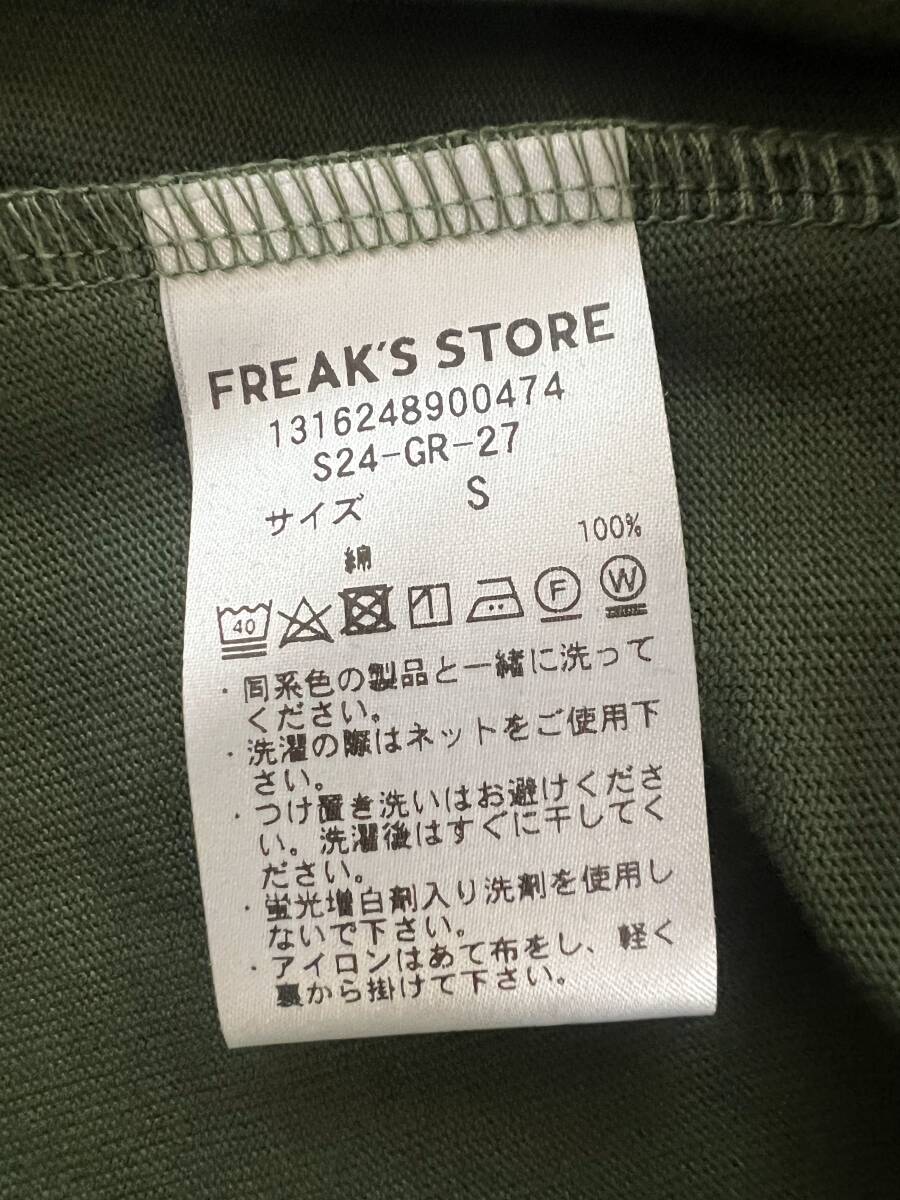 FREAK'S STORE
1316248900474
S24-GR-27
サイズ S
綿 100%
40 F W
・同系色の製品と一緒に洗って
ください。
・洗濯の際はネットをご使用下
さい。
・つけ置き洗いはお避けくださ
い。洗濯後はすぐに干してく
ださい。
・蛍光増白剤入り洗剤を使用し
ないで下さい。
・アイロンはあて布をし、軽く
裏から掛けて下さい。